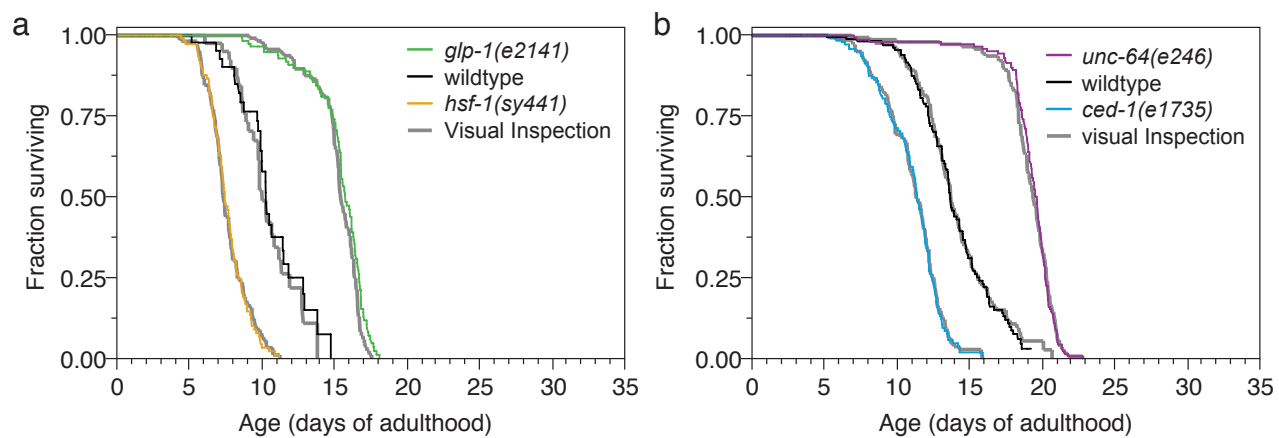 a
glp-1(e2141)
wildtype
hsf-1(sy441)
Visual Inspection
1.00
0.75
0.50
0.25
0.00
Fraction surviving
0 5 10 15 20 25 30 35
Age (days of adulthood)
b
unc-64(e246)
wildtype
ced-1(e1735)
visual Inspection
1.00
0.75
0.50
0.25
0.00
Fraction surviving
0 5 10 15 20 25 30 35
Age (days of adulthood)